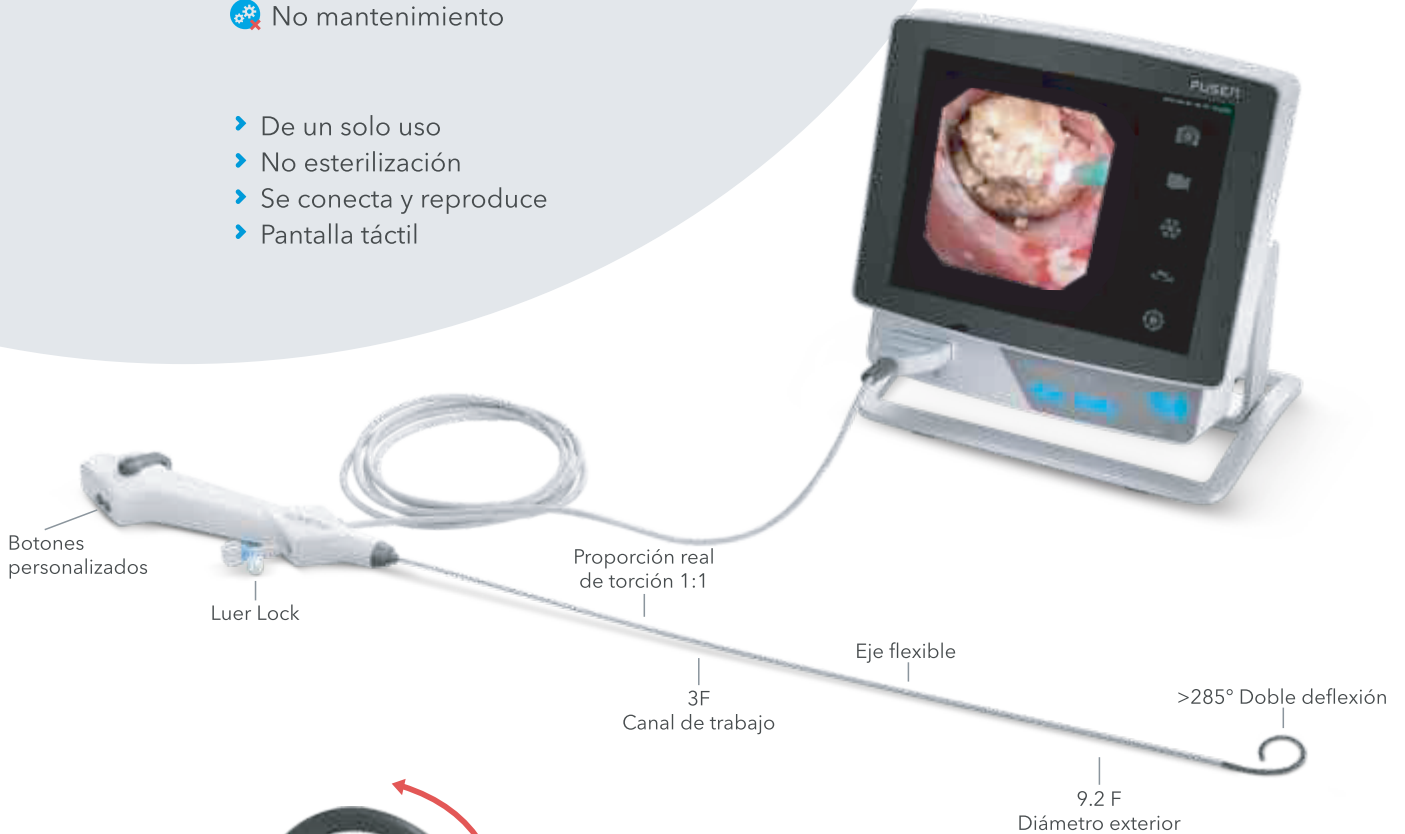 No mantenimiento
De un solo uso
No esterilización
Se conecta y reproduce
Pantalla táctil
PUSEN
Botones
personalizados
Luer Lock
Proporción real
de torción 1:1
3F
Canal de trabajo
Eje flexible
>285° Doble deflexión
9.2 F
Diámetro exterior